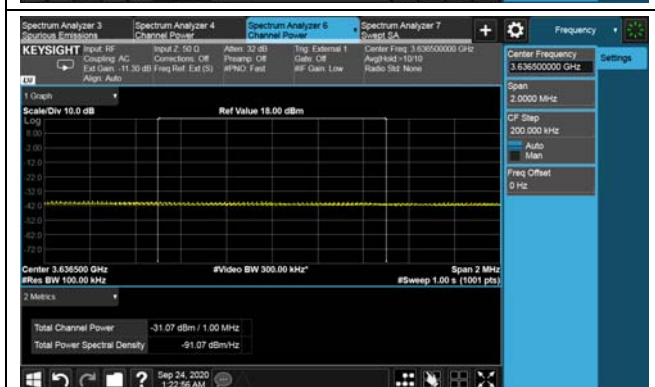 Spectrum Analyzer 3
Spurious Emissions
Spectrum Analyzer 4
Channel Power
Spectrum Analyzer 6
Channel Power
Spectrum Analyzer 7
Swept SA
+
Frequency
KEYSIGHT
Input: RF
Coupling: AC
Ext Gain: -11.30 dB
Align: Auto
Input Z: 50 Ω
Corrections: Off
Freq Ref: Ext (S)
Atten: 32 dB
Preamp: Off
#PNO: Fast
Trig: External 1
Gate: Off
#IF Gain: Low
Center Freq: 3.636500000 GHz
Avg|Hold:>10/10
Radio Std: None
Center Frequency
3.636500000 GHz
Settings
Span
2.0000 MHz
CF Step
200.000 kHz
Auto
Man
Freq Offset
0 Hz
1 Graph
Scale/Div 10.0 dB
Ref Value 18.00 dBm
Log
8.00
-2.00
-12.0
-22.0
-32.0
-42.0
-52.0
-62.0
-72.0
Center 3.636500 GHz
#Video BW 300.00 kHz*
Span 2 MHz
#Res BW 100.00 kHz
#Sweep 1.00 s (1001 pts)
2 Metrics
Total Channel Power -31.07 dBm / 1.00 MHz
Total Power Spectral Density -91.07 dBm/Hz
?
Sep 24, 2020
1:22:56 AM